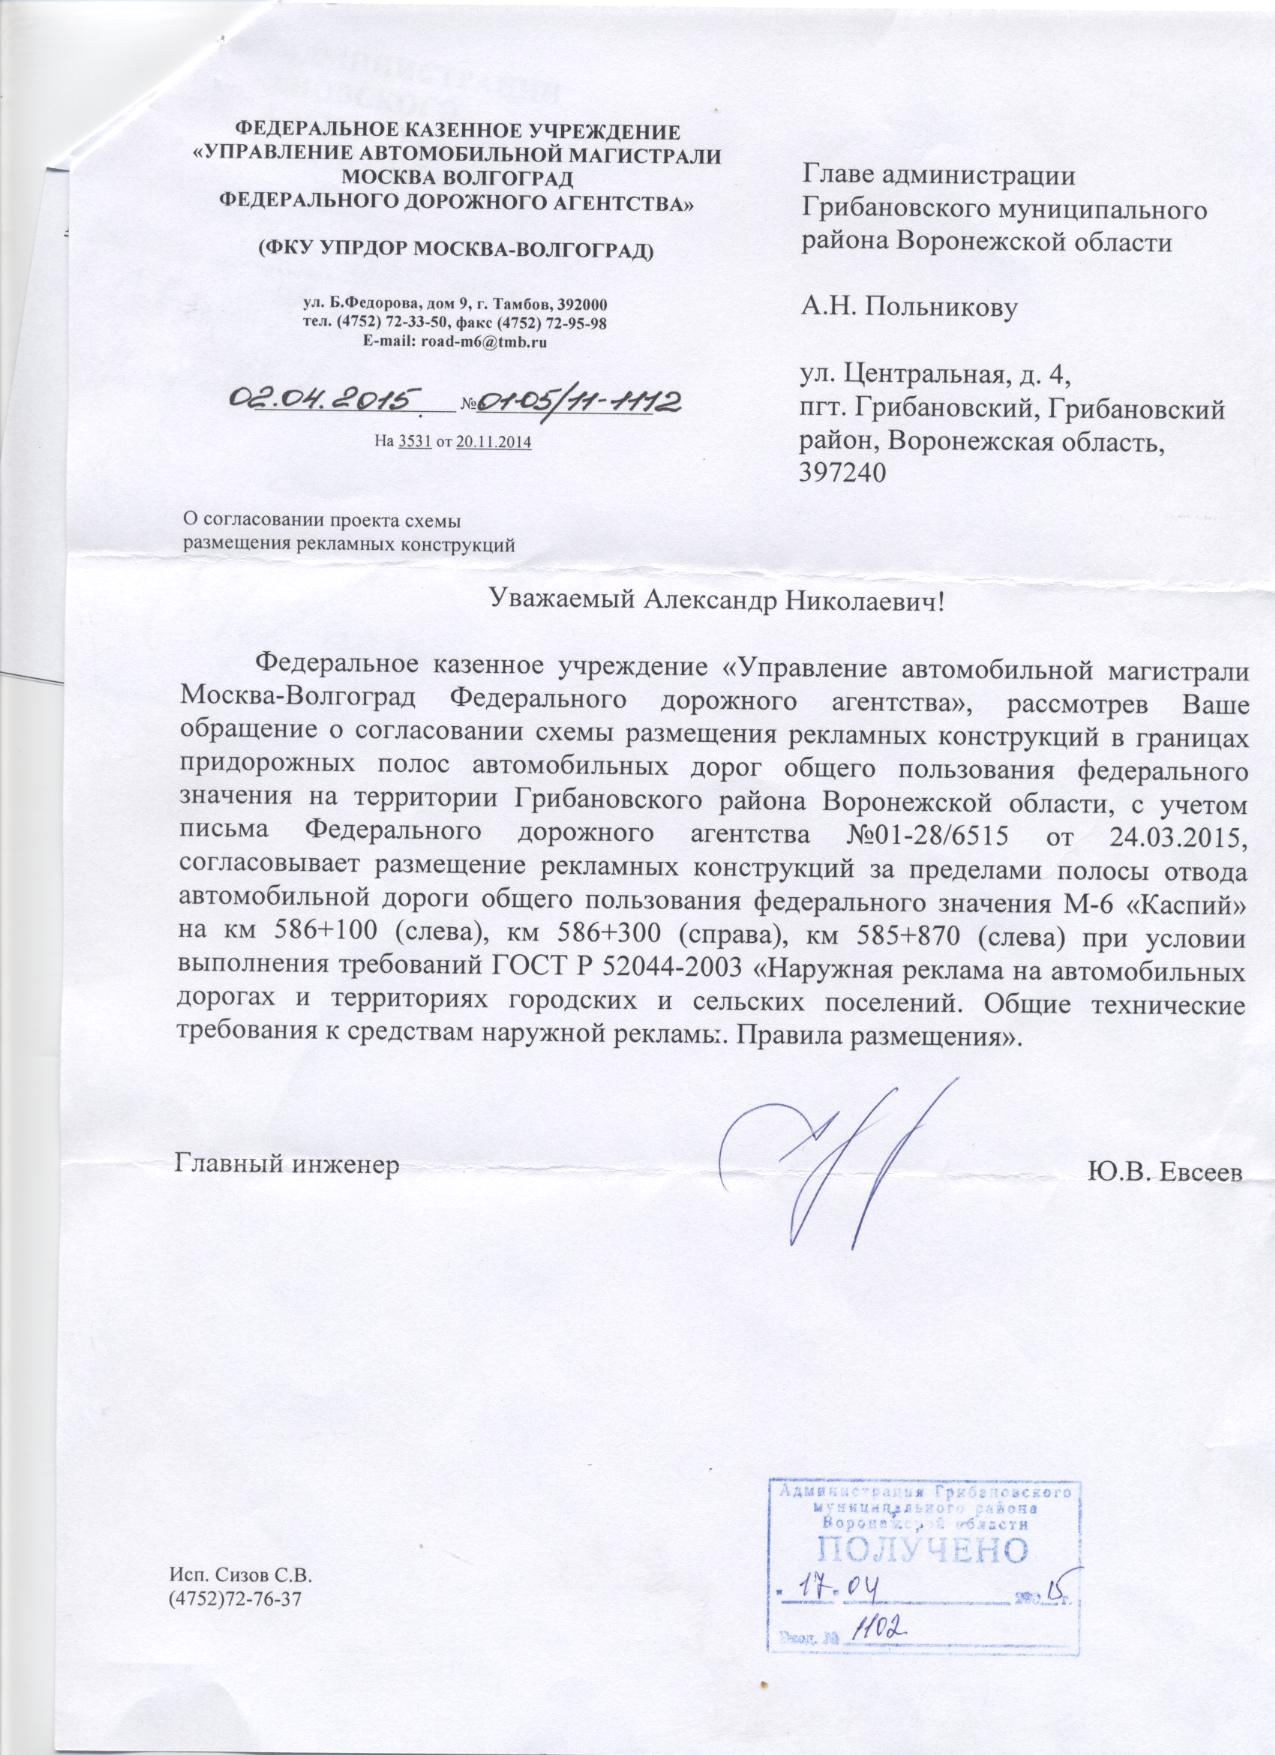 ФЕДЕРАЛЬНОЕ КАЗЕННОЕ УЧРЕЖДЕНИЕ
«УПРАВЛЕНИЕ АВТОМОБИЛЬНОЙ МАГИСТРАЛИ
МОСКВА ВОЛГОГРАД
ФЕДЕРАЛЬНОГО ДОРОЖНОГО АГЕНТСТВА»
(ФКУ УПРДОР МОСКВА-ВОЛГОГРАД)
ул. Б.Федорова, дом 9, г. Тамбов, 392000
тел. (4752) 72-33-50, факс (4752) 72-95-98
E-mail: road-m6@tmb.ru
02.04.2015 №01-05/11-1112
На 3531 от 20.11.2014
О согласовании проекта схемы
размещения рекламных конструкций
Главе администрации
Грибановского муниципального
района Воронежской области
А.Н. Польникову
ул. Центральная, д. 4,
пгт. Грибановский, Грибановский
район, Воронежская область,
397240
Уважаемый Александр Николаевич!
Федеральное казенное учреждение «Управление автомобильной магистрали
Москва-Волгоград Федерального дорожного агентства», рассмотрев Ваше
обращение о согласовании схемы размещения рекламных конструкций в границах
придорожных полос автомобильных дорог общего пользования федерального
значения на территории Грибановского района Воронежской области, с учетом
письма Федерального дорожного агентства №01-28/6515 от 24.03.2015,
согласовывает размещение рекламных конструкций за пределами полосы отвода
автомобильной дороги общего пользования федерального значения М-6 «Каспий»
на км 586+100 (слева), км 586+300 (справа), км 585+870 (слева) при условии
выполнения требований ГОСТ Р 52044-2003 «Наружная реклама на автомобильных
дорогах и территориях городских и сельских поселений. Общие технические
требования к средствам наружной рекламы. Правила размещения».
Главный инженер Ю.В. Евсеев
Администрация Грибановского
муниципального района
Воронежской области
ПОЛУЧЕНО
" 17 " 04 2015 г.
Вход. № 1102
Исп. Сизов С.В.
(4752)72-76-37